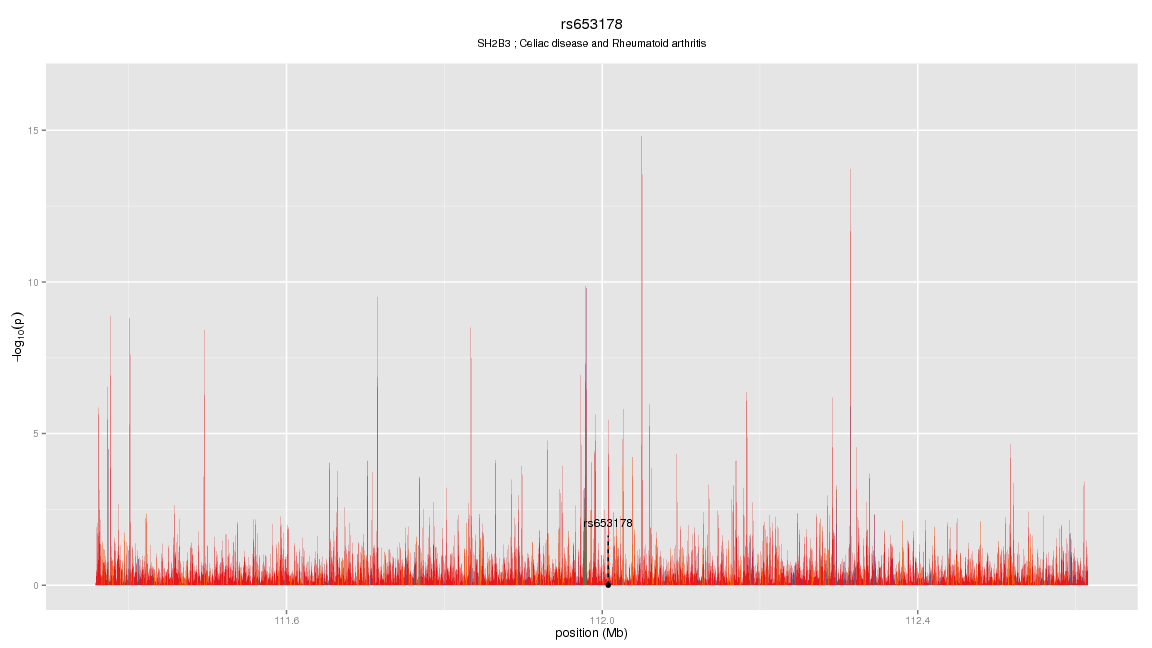 rs653178
SH2B3 ; Celiac disease and Rheumatoid arthritis
15
10
5
0
−log10(p)
rs653178
111.6 112.0 112.4
position (Mb)